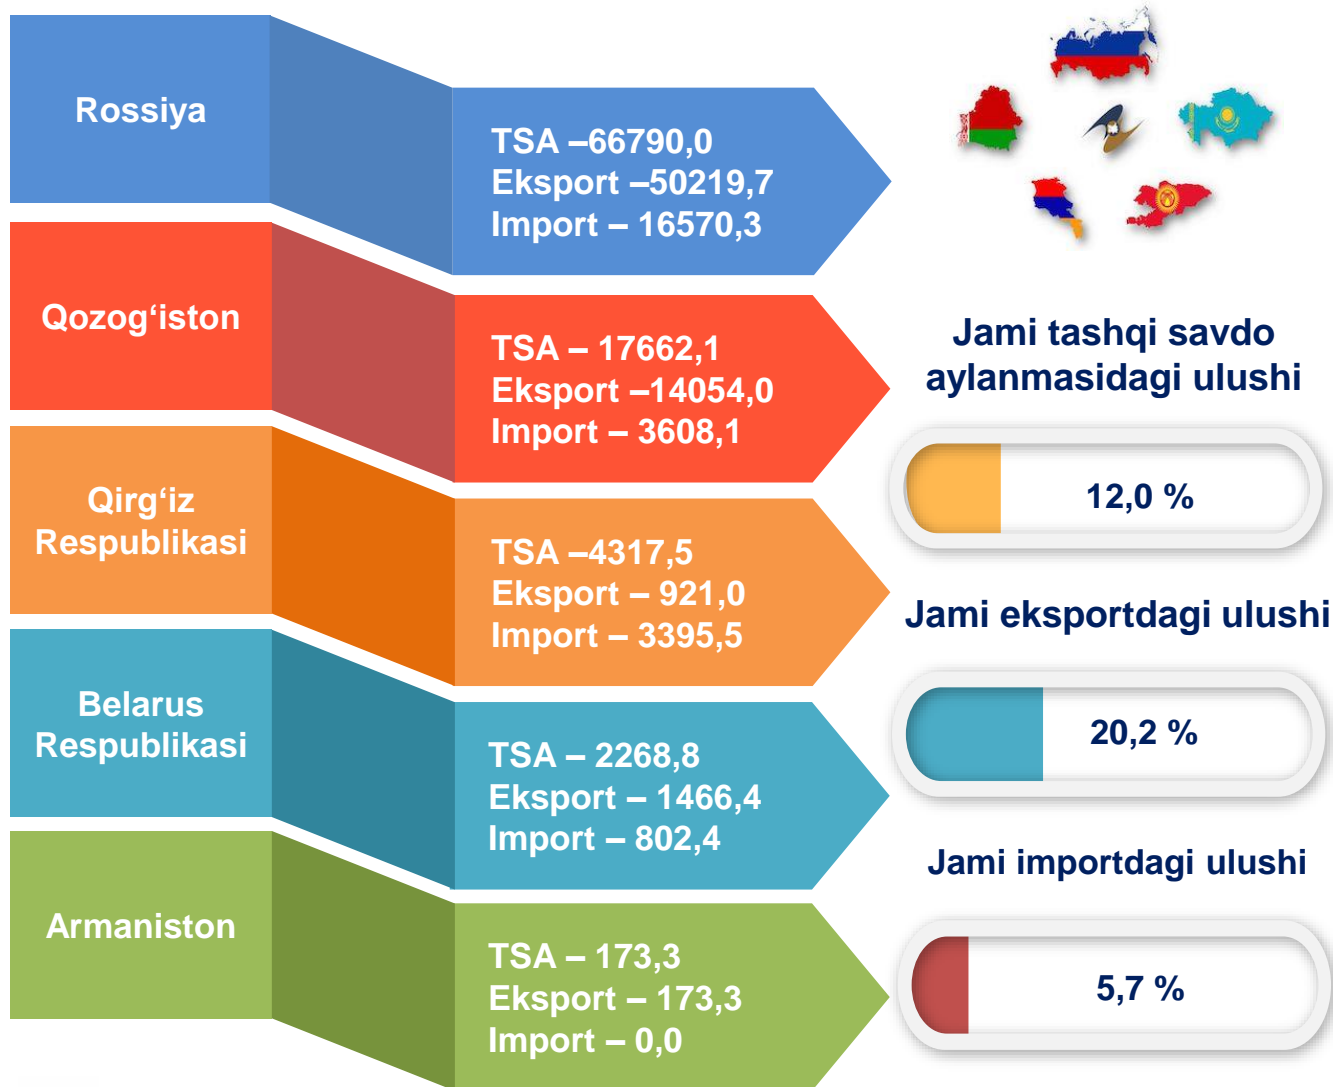 Rossiya
TSA –66790,0
Eksport –50219,7
Import – 16570,3
Qozog‘iston
TSA – 17662,1
Eksport –14054,0
Import – 3608,1
Qirg‘iz
Respublikasi
TSA –4317,5
Eksport – 921,0
Import – 3395,5
Belarus
Respublikasi
TSA – 2268,8
Eksport – 1466,4
Import – 802,4
Armaniston
TSA – 173,3
Eksport – 173,3
Import – 0,0
Jami tashqi savdo
aylanmasidagi ulushi
12,0 %
Jami eksportdagi ulushi
20,2 %
Jami importdagi ulushi
5,7 %